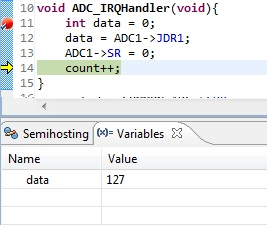 10 void ADC_IRQHandler(void){
11 int data = 0;
12 data = ADC1->JDR1;
13 ADC1->SR = 0;
14 count++;
15 }
Semihosting (x)= Variables
Name Value
data 127